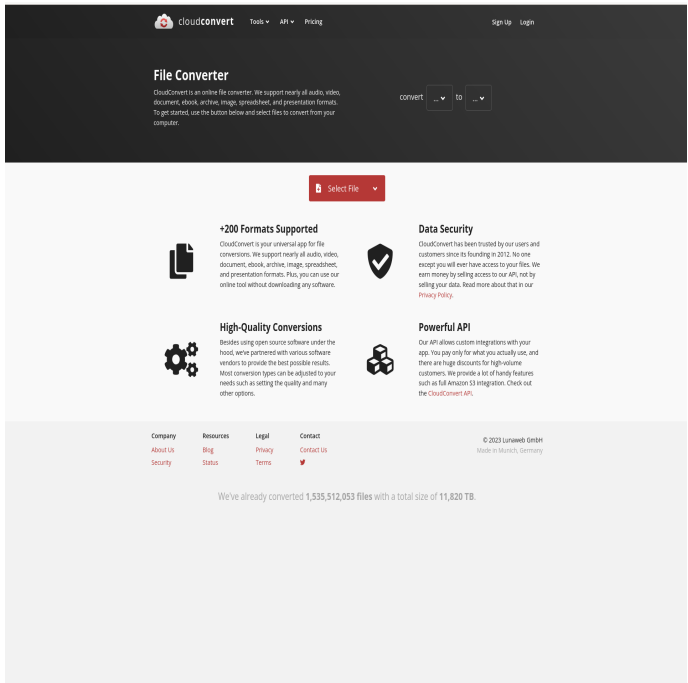 cloudconvert Tools API Pricing Sign Up Login
File Converter
CloudConvert is an online file converter. We support nearly all audio, video,
document, ebook, archive, image, spreadsheet, and presentation formats.
To get started, use the button below and select files to convert from your
computer.
convert ... to ...
Select File
+200 Formats Supported
CloudConvert is your universal app for file
conversions. We support nearly all audio, video,
document, ebook, archive, image, spreadsheet,
and presentation formats. Plus, you can use our
online tool without downloading any software.
Data Security
CloudConvert has been trusted by our users and
customers since its founding in 2012. No one
except you will ever have access to your files. We
earn money by selling access to our API, not by
selling your data. Read more about that in our
Privacy Policy.
High-Quality Conversions
Besides using open source software under the
hood, we've partnered with various software
vendors to provide the best possible results.
Most conversion types can be adjusted to your
needs such as setting the quality and many
other options.
Powerful API
Our API allows custom integrations with your
app. You pay only for what you actually use, and
there are huge discounts for high-volume
customers. We provide a lot of handy features
such as full Amazon S3 integration. Check out
the CloudConvert API.
Company
About Us
Security
Resources
Blog
Status
Legal
Privacy
Terms
Contact
Contact Us
© 2023 Lunaweb GmbH
Made in Munich, Germany
We've already converted 1,535,512,053 files with a total size of 11,820 TB.